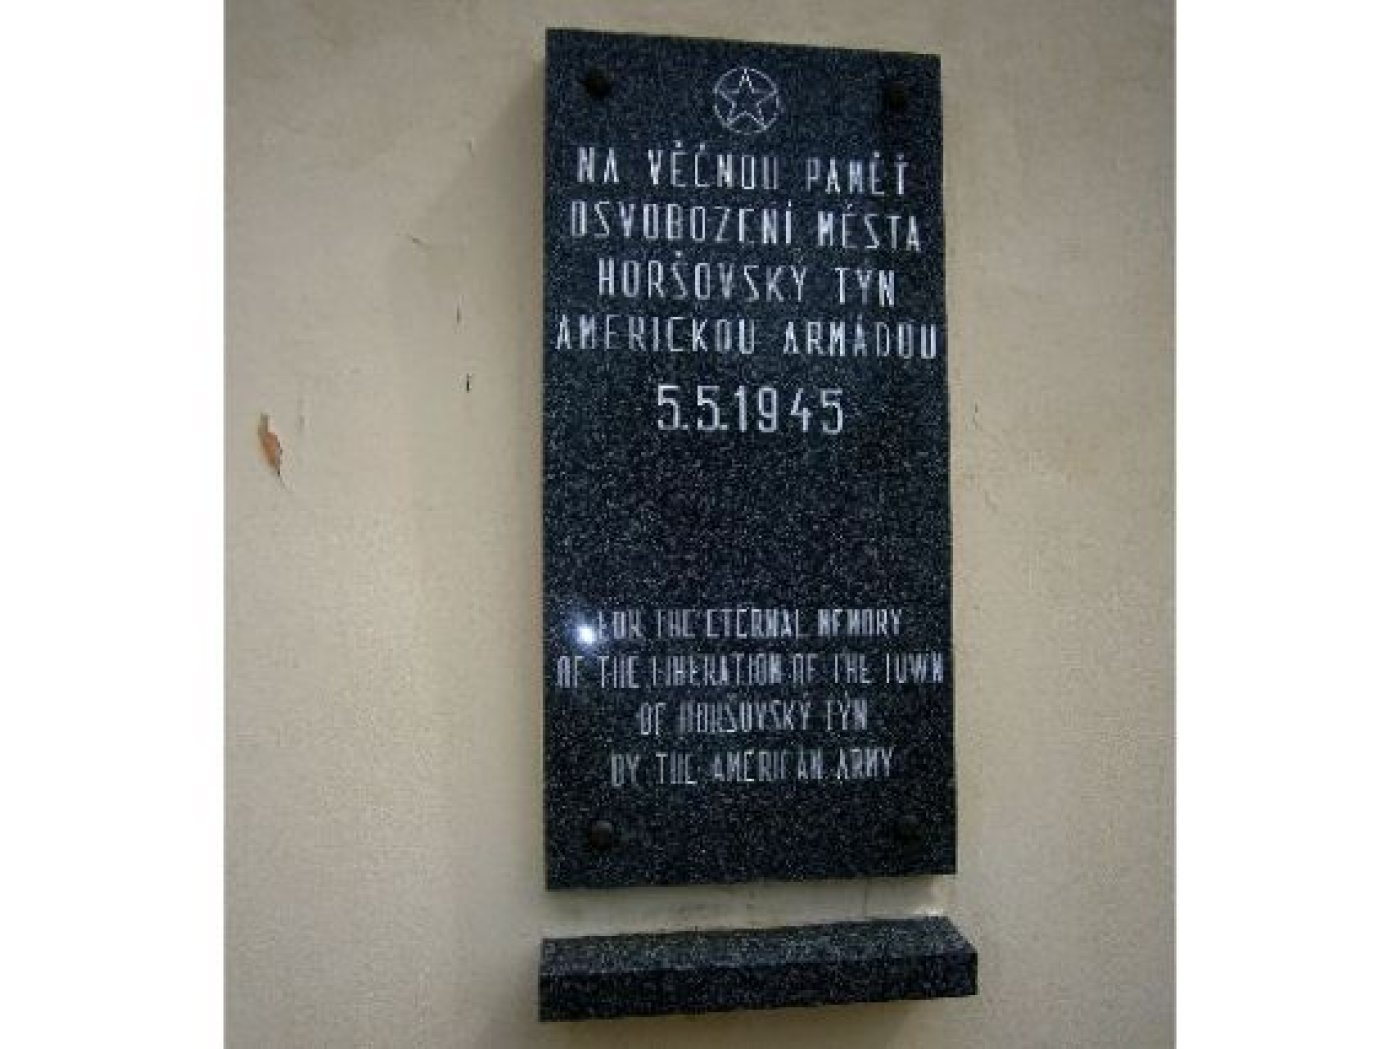 NA VĚČNOU PAMĚŤ
OSVOBOZENÍ MĚSTA
HORŠOVSKÝ TÝN
AMERICKOU ARMÁDOU
5.5.1945
FOR THE ETERNAL MEMORY
OF THE LIBERATION OF THE TOWN
OF HORŠOVSKÝ TÝN
BY THE AMERICAN ARMY